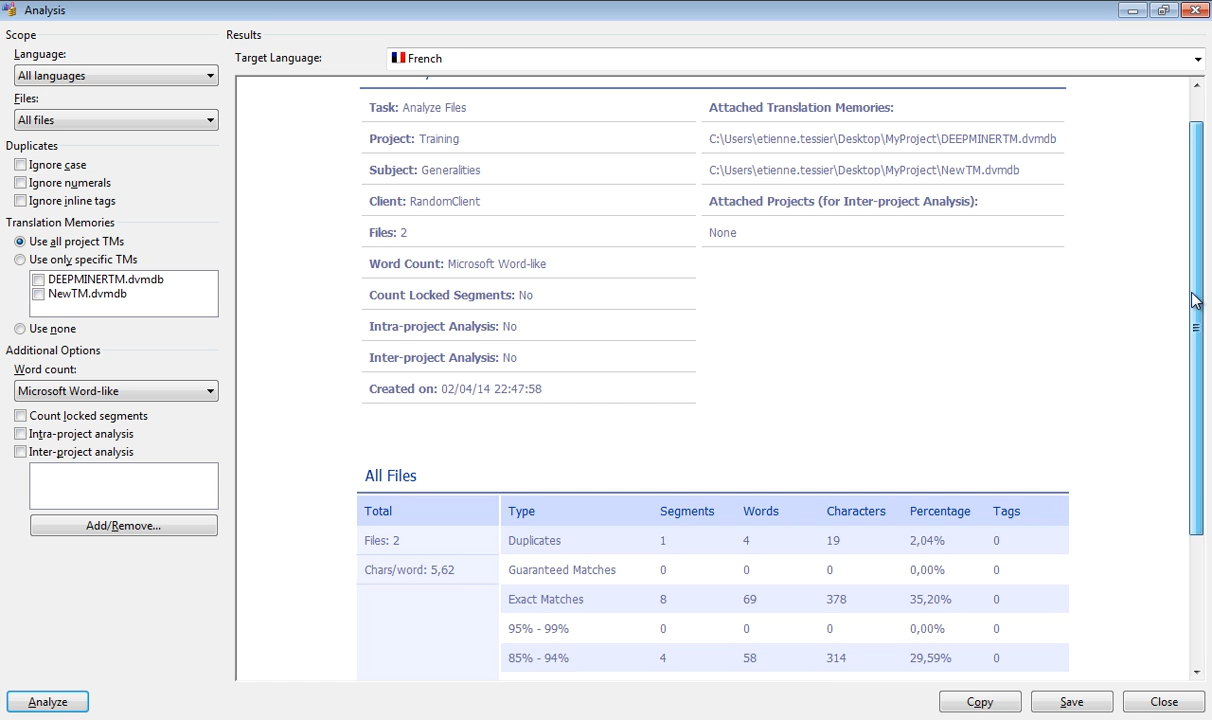 Analysis
Scope
Language:
All languages
Files:
All files
Duplicates
Ignore case
Ignore numerals
Ignore inline tags
Translation Memories
Use all project TMs
Use only specific TMs
DEEPMINERTM.dvmdb
NewTM.dvmdb
Use none
Additional Options
Word count:
Microsoft Word-like
Count locked segments
Intra-project analysis
Inter-project analysis
Add/Remove...
Analyze
Results
Target Language: French
Task: Analyze Files
Project: Training
Subject: Generalities
Client: RandomClient
Files: 2
Word Count: Microsoft Word-like
Count Locked Segments: No
Intra-project Analysis: No
Inter-project Analysis: No
Created on: 02/04/14 22:47:58
Attached Translation Memories:
C:\Users\etienne.tessier\Desktop\MyProject\DEEPMINERTM.dvmdb
C:\Users\etienne.tessier\Desktop\MyProject\NewTM.dvmdb
Attached Projects (for Inter-project Analysis):
None
All Files
Total Type Segments Words Characters Percentage Tags
Files: 2 Duplicates 1 4 19 2,04% 0
Chars/word: 5,62 Guaranteed Matches 0 0 0 0,00% 0
Exact Matches 8 69 378 35,20% 0
95% - 99% 0 0 0 0,00% 0
85% - 94% 4 58 314 29,59% 0
Copy Save Close